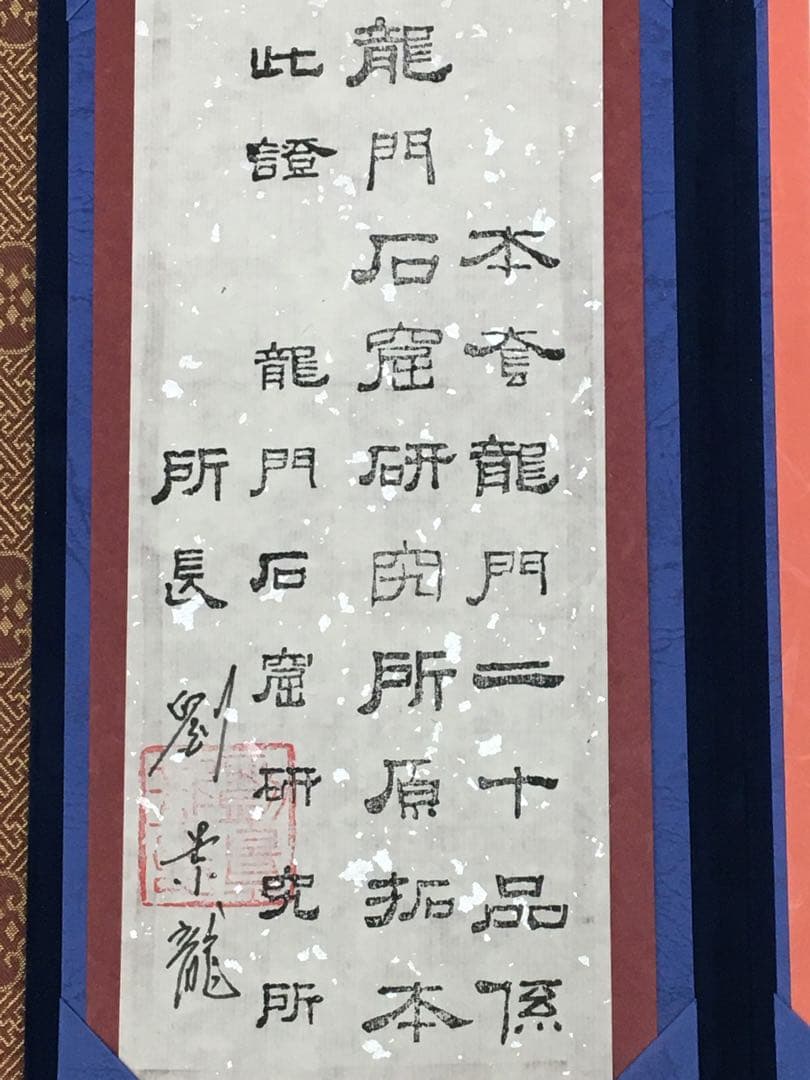 本套龍門二十品係
龍門石窟研究所原拓本
此證 龍門石窟研究所
所長 劉景龍